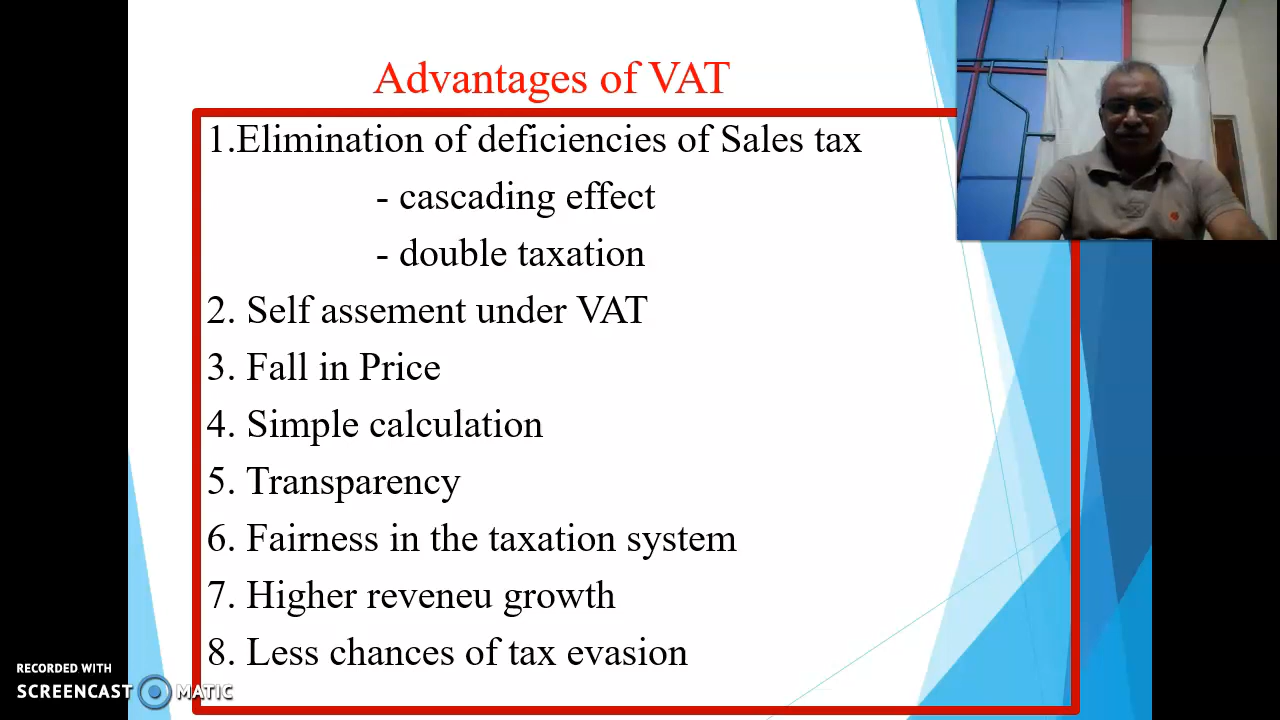 Advantages of VAT
1.Elimination of deficiencies of Sales tax
- cascading effect
- double taxation
2. Self assement under VAT
3. Fall in Price
4. Simple calculation
5. Transparency
6. Fairness in the taxation system
7. Higher reveneu growth
8. Less chances of tax evasion
RECORDED WITH
SCREENCAST MATIC